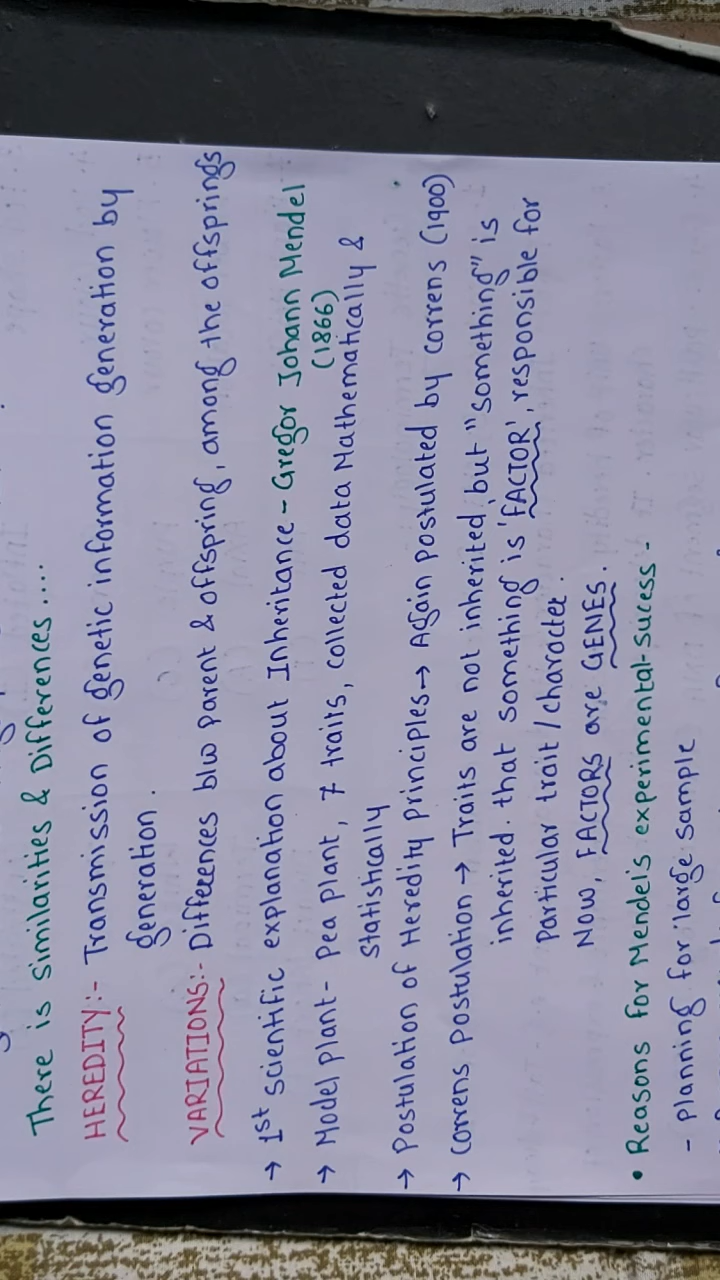 There is similarities & Differences ....
HEREDITY:- Transmission of genetic information generation by
generation.
VARIATIONS:- Differences b/w parent & offspring, among the offsprings
→ 1st scientific explanation about Inheritance - Gregor Johann Mendel
(1866)
→ Model plant - Pea plant, 7 traits, collected data Mathematically &
Statistically
→ Postulation of Heredity principles → Again postulated by Correns (1900)
→ Correns Postulation → Traits are not inherited, but "something" is
inherited. that something is 'FACTOR', responsible for
Particular trait / character.
Now, FACTORS are GENES.
• Reasons for Mendel's experimental-sucess -
- Planning for large sample